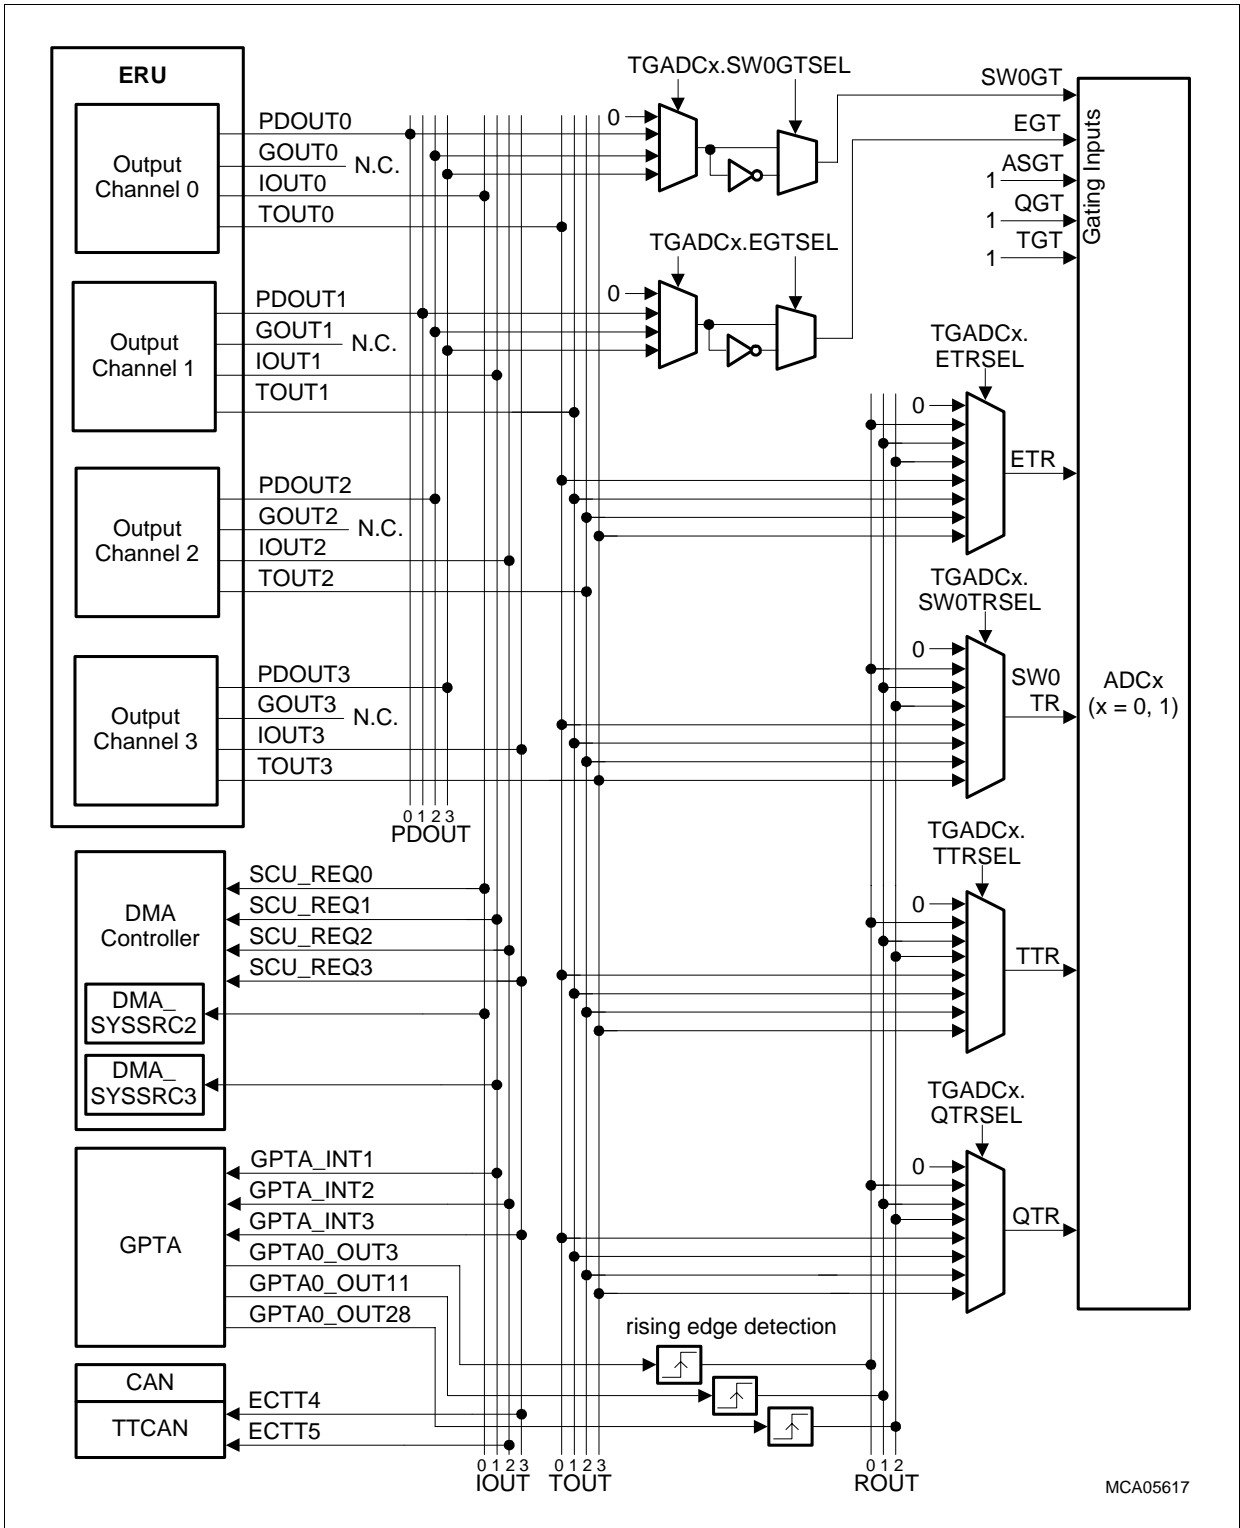 ERU
Output
Channel 0
PDOUT0
GOUT0
N.C.
IOUT0
TOUT0
Output
Channel 1
PDOUT1
GOUT1
N.C.
IOUT1
TOUT1
Output
Channel 2
PDOUT2
GOUT2
N.C.
IOUT2
TOUT2
Output
Channel 3
PDOUT3
GOUT3
N.C.
IOUT3
TOUT3
0 1 2 3
PDOUT
TGADCx.SW0GTSEL
0
TGADCx.EGTSEL
0
SW0GT
EGT
1 ASGT
1 QGT
1 TGT
Gating Inputs
TGADCx.
ETRSEL
0
ETR
TGADCx.
SW0TRSEL
0
SW0
TR
ADCx
(x = 0, 1)
TGADCx.
TTRSEL
0
TTR
TGADCx.
QTRSEL
0
QTR
DMA
Controller
SCU_REQ0
SCU_REQ1
SCU_REQ2
SCU_REQ3
DMA_
SYSSRC2
DMA_
SYSSRC3
GPTA
GPTA_INT1
GPTA_INT2
GPTA_INT3
GPTA0_OUT3
GPTA0_OUT11
GPTA0_OUT28
rising edge detection
CAN
TTCAN
ECTT4
ECTT5
0 1 2 3
IOUT
0 1 2 3
TOUT
0 1 2
ROUT
MCA05617